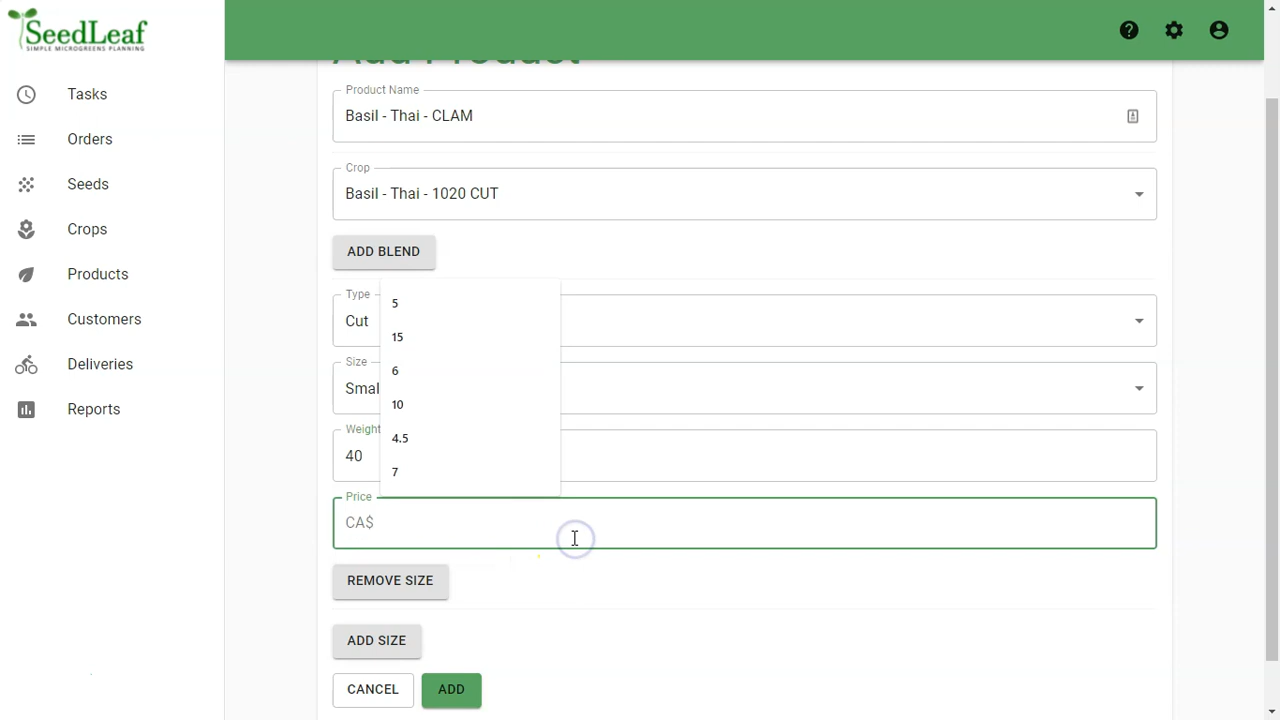 SeedLeaf
SIMPLE MICROGREENS PLANNING
Tasks
Orders
Seeds
Crops
Products
Customers
Deliveries
Reports
Add Product
Product Name
Basil - Thai - CLAM
Crop
Basil - Thai - 1020 CUT
ADD BLEND
Type
Cut
Size
Smal
Weight
40
5
15
6
10
4.5
7
Price
CA$
REMOVE SIZE
ADD SIZE
CANCEL
ADD